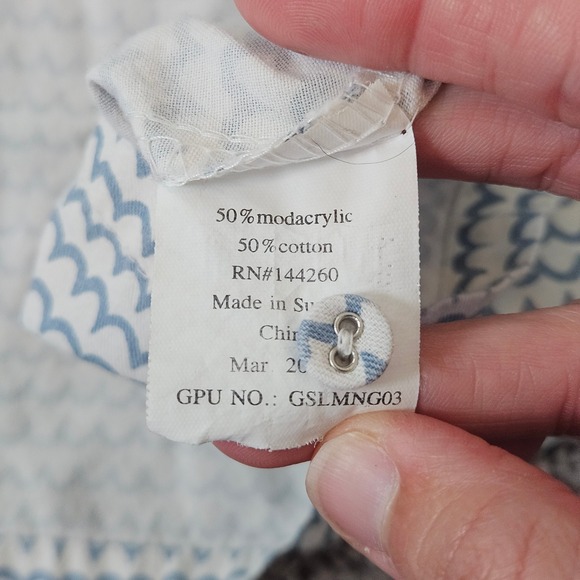 50%modacrylic
50%cotton
RN#144260
Made in
Mar
GPU NO.: GSLMNG03